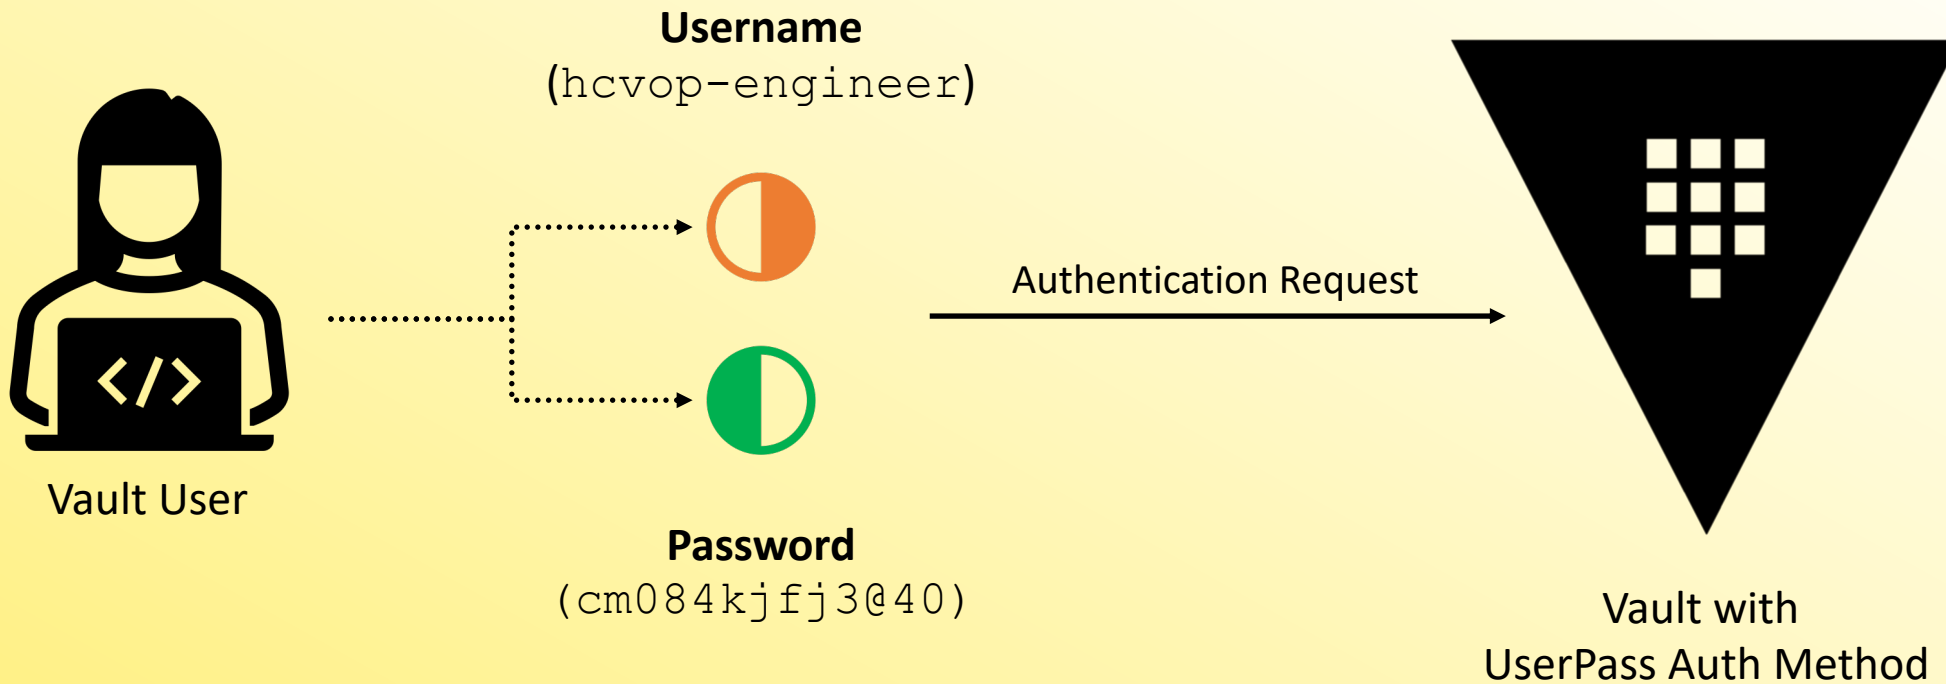 Username
(hcvop-engineer)
</>
Authentication Request
Vault User
Password
(cm084kjfj3@40)
Vault with
UserPass Auth Method